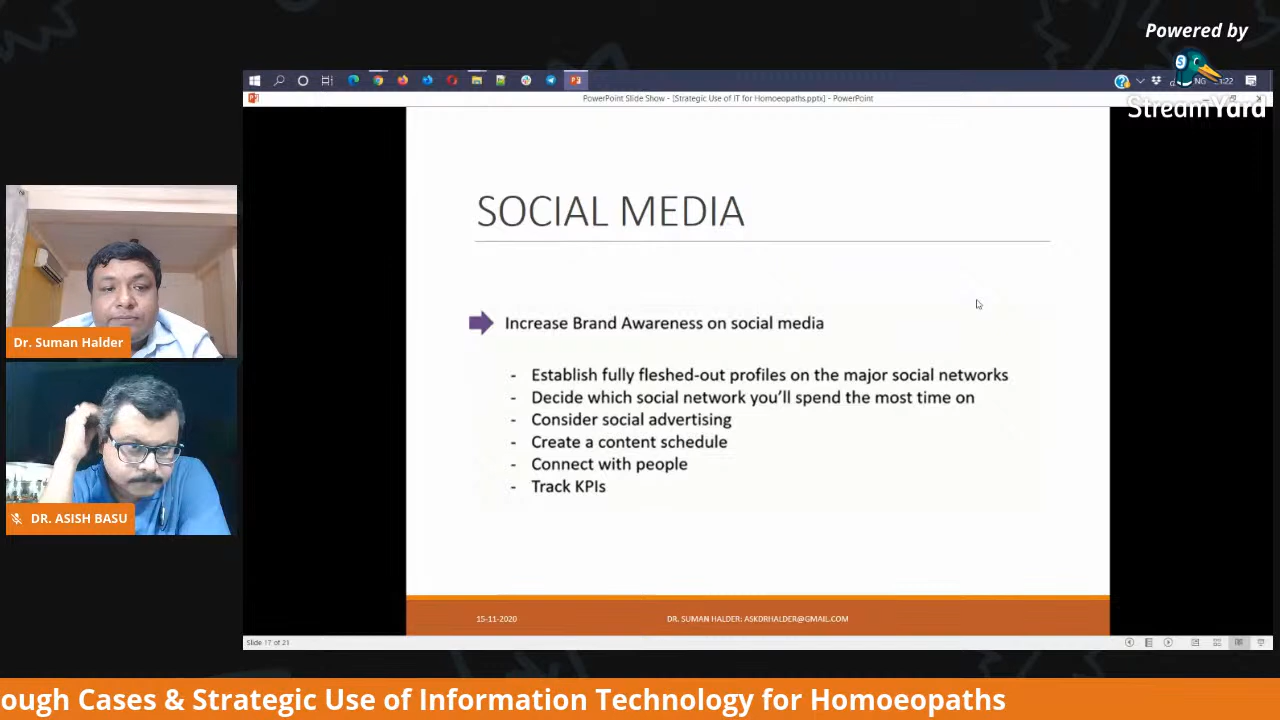 Powered by
StreamYard
22
PowerPoint Slide Show - [Strategic Use of IT for Homoeopaths.pptx] - PowerPoint
SOCIAL MEDIA
Increase Brand Awareness on social media
- Establish fully fleshed-out profiles on the major social networks
- Decide which social network you'll spend the most time on
- Consider social advertising
- Create a content schedule
- Connect with people
- Track KPIs
15-11-2020
DR. SUMAN HALDER: ASKDRHALDER@GMAIL.COM
Slide 17 of 21
Dr. Suman Halder
DR. ASISH BASU
ough Cases & Strategic Use of Information Technology for Homoeopaths